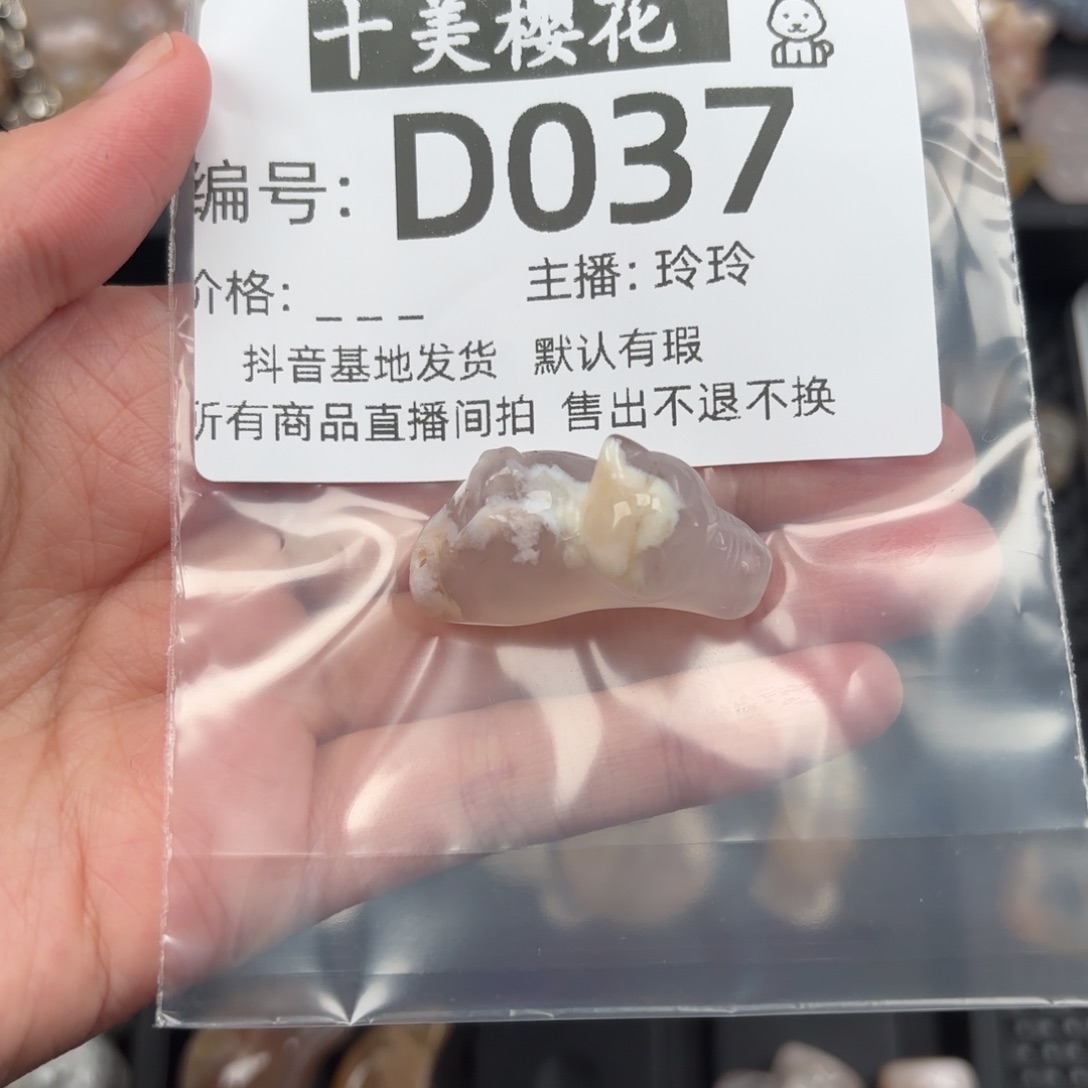 十美樱花
编号: D037
价格: _ _ _ 主播: 玲玲
抖音基地发货 默认有瑕
所有商品直播间拍 售出不退不换